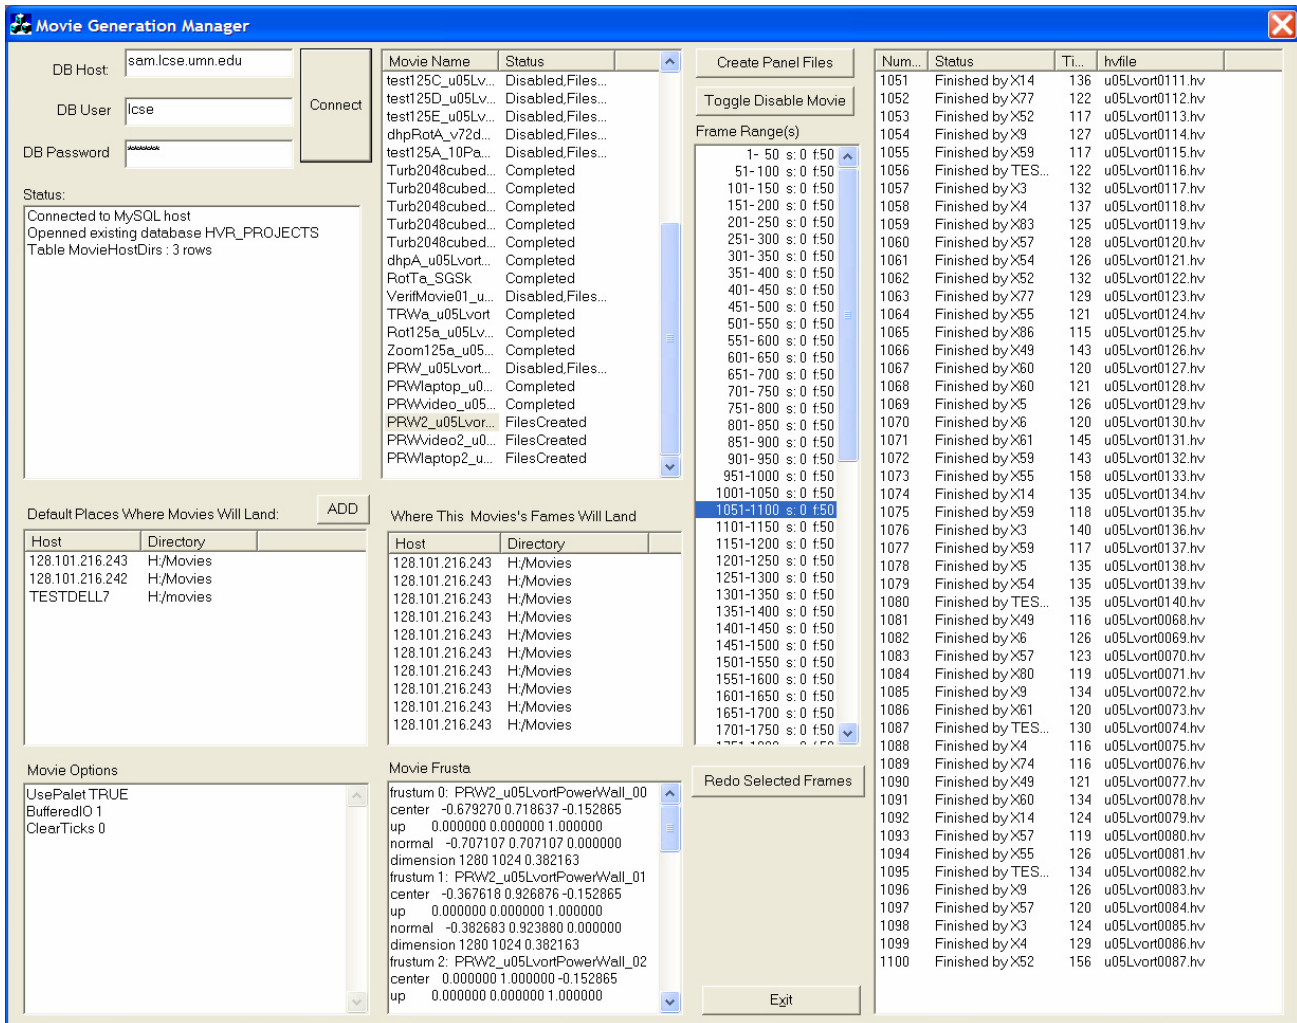 Movie Generation Manager
DB Host:
sam.lcse.umn.edu
DB User
lcse
DB Password
*******
Connect
Status:
Connected to MySQL host
Openned existing database HVR_PROJECTS
Table MovieHostDirs : 3 rows
Movie Name Status
test125C_u05Lv... Disabled,Files...
test125D_u05Lv... Disabled,Files...
test125E_u05Lv... Disabled,Files...
dhpRotA_v72d... Disabled,Files...
test125A_10Pa... Disabled,Files...
Turb2048cubed... Completed
Turb2048cubed... Completed
Turb2048cubed... Completed
Turb2048cubed... Completed
Turb2048cubed... Completed
dhpA_u05Lvort... Completed
RotTa_SGSk Completed
VerifMovie01_u... Disabled,Files...
TRWa_u05Lvort Completed
Rot125a_u05Lv... Completed
Zoom125a_u05... Completed
PRW_u05Lvort... Disabled,Files...
PRWlaptop_u0... Completed
PRWvideo_u05... Completed
PRW2_u05Lvor... FilesCreated
PRWvideo2_u0... FilesCreated
PRWlaptop2_u... FilesCreated
Create Panel Files
Toggle Disable Movie
Frame Range(s)
1- 50 s: 0 f:50
51- 100 s: 0 f:50
101- 150 s: 0 f:50
151- 200 s: 0 f:50
201- 250 s: 0 f:50
251- 300 s: 0 f:50
301- 350 s: 0 f:50
351- 400 s: 0 f:50
401- 450 s: 0 f:50
451- 500 s: 0 f:50
501- 550 s: 0 f:50
551- 600 s: 0 f:50
601- 650 s: 0 f:50
651- 700 s: 0 f:50
701- 750 s: 0 f:50
751- 800 s: 0 f:50
801- 850 s: 0 f:50
851- 900 s: 0 f:50
901- 950 s: 0 f:50
951-1000 s: 0 f:50
1001-1050 s: 0 f:50
1051-1100 s: 0 f:50
1101-1150 s: 0 f:50
1151-1200 s: 0 f:50
1201-1250 s: 0 f:50
1251-1300 s: 0 f:50
1301-1350 s: 0 f:50
1351-1400 s: 0 f:50
1401-1450 s: 0 f:50
1451-1500 s: 0 f:50
1501-1550 s: 0 f:50
1551-1600 s: 0 f:50
1601-1650 s: 0 f:50
1651-1700 s: 0 f:50
1701-1750 s: 0 f:50
Default Places Where Movies Will Land:
ADD
Host Directory
128.101.216.243 H:/Movies
128.101.216.242 H:/Movies
TESTDELL7 H:/movies
Where This Movies's Fames Will Land
Host Directory
128.101.216.243 H:/Movies
128.101.216.243 H:/Movies
128.101.216.243 H:/Movies
128.101.216.243 H:/Movies
128.101.216.243 H:/Movies
128.101.216.243 H:/Movies
128.101.216.243 H:/Movies
128.101.216.243 H:/Movies
128.101.216.243 H:/Movies
128.101.216.243 H:/Movies
Movie Options
UsePalet TRUE
BufferedIO 1
ClearTicks 0
Movie Frusta
frustum 0: PRW2_u05LvortPowerWall_00
center -0.679270 0.718637 -0.152865
up 0.000000 0.000000 1.000000
normal -0.707107 0.707107 0.000000
dimension 1280 1024 0.382163
frustum 1: PRW2_u05LvortPowerWall_01
center -0.367618 0.926876 -0.152865
up 0.000000 0.000000 1.000000
normal -0.382683 0.923880 0.000000
dimension 1280 1024 0.382163
frustum 2: PRW2_u05LvortPowerWall_02
center 0.000000 1.000000 -0.152865
up 0.000000 0.000000 1.000000
Redo Selected Frames
Exit
Num... Status Ti... hvfile
1051 Finished by X14 136 u05Lvort0111.hv
1052 Finished by X77 122 u05Lvort0112.hv
1053 Finished by X52 117 u05Lvort0113.hv
1054 Finished by X9 127 u05Lvort0114.hv
1055 Finished by X59 117 u05Lvort0115.hv
1056 Finished by TES... 122 u05Lvort0116.hv
1057 Finished by X3 132 u05Lvort0117.hv
1058 Finished by X4 137 u05Lvort0118.hv
1059 Finished by X83 125 u05Lvort0119.hv
1060 Finished by X57 128 u05Lvort0120.hv
1061 Finished by X54 126 u05Lvort0121.hv
1062 Finished by X52 132 u05Lvort0122.hv
1063 Finished by X77 129 u05Lvort0123.hv
1064 Finished by X55 121 u05Lvort0124.hv
1065 Finished by X86 115 u05Lvort0125.hv
1066 Finished by X49 143 u05Lvort0126.hv
1067 Finished by X60 120 u05Lvort0127.hv
1068 Finished by X60 121 u05Lvort0128.hv
1069 Finished by X5 126 u05Lvort0129.hv
1070 Finished by X6 120 u05Lvort0130.hv
1071 Finished by X61 145 u05Lvort0131.hv
1072 Finished by X59 143 u05Lvort0132.hv
1073 Finished by X55 158 u05Lvort0133.hv
1074 Finished by X14 135 u05Lvort0134.hv
1075 Finished by X59 118 u05Lvort0135.hv
1076 Finished by X3 140 u05Lvort0136.hv
1077 Finished by X59 117 u05Lvort0137.hv
1078 Finished by X5 135 u05Lvort0138.hv
1079 Finished by X54 135 u05Lvort0139.hv
1080 Finished by TES... 135 u05Lvort0140.hv
1081 Finished by X49 116 u05Lvort0068.hv
1082 Finished by X6 126 u05Lvort0069.hv
1083 Finished by X57 123 u05Lvort0070.hv
1084 Finished by X80 119 u05Lvort0071.hv
1085 Finished by X9 134 u05Lvort0072.hv
1086 Finished by X61 120 u05Lvort0073.hv
1087 Finished by TES... 130 u05Lvort0074.hv
1088 Finished by X4 116 u05Lvort0075.hv
1089 Finished by X74 116 u05Lvort0076.hv
1090 Finished by X49 121 u05Lvort0077.hv
1091 Finished by X60 134 u05Lvort0078.hv
1092 Finished by X14 124 u05Lvort0079.hv
1093 Finished by X57 119 u05Lvort0080.hv
1094 Finished by X55 126 u05Lvort0081.hv
1095 Finished by TES... 134 u05Lvort0082.hv
1096 Finished by X9 126 u05Lvort0083.hv
1097 Finished by X57 120 u05Lvort0084.hv
1098 Finished by X3 124 u05Lvort0085.hv
1099 Finished by X4 129 u05Lvort0086.hv
1100 Finished by X52 156 u05Lvort0087.hv